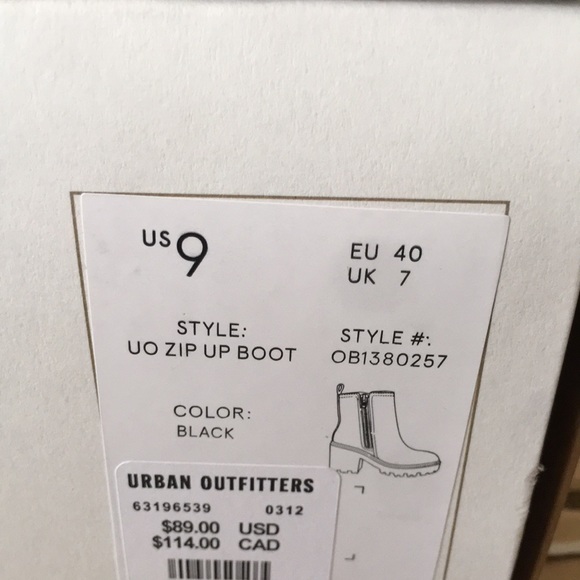 US 9
EU 40
UK 7
STYLE:
UO ZIP UP BOOT
STYLE #:
OB1380257
COLOR:
BLACK
URBAN OUTFITTERS
63196539 0312
$89.00 USD
$114.00 CAD